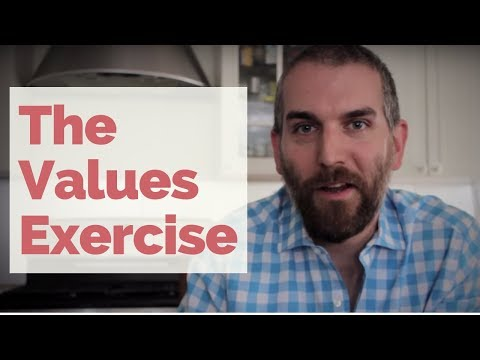 The
Values
Exercise